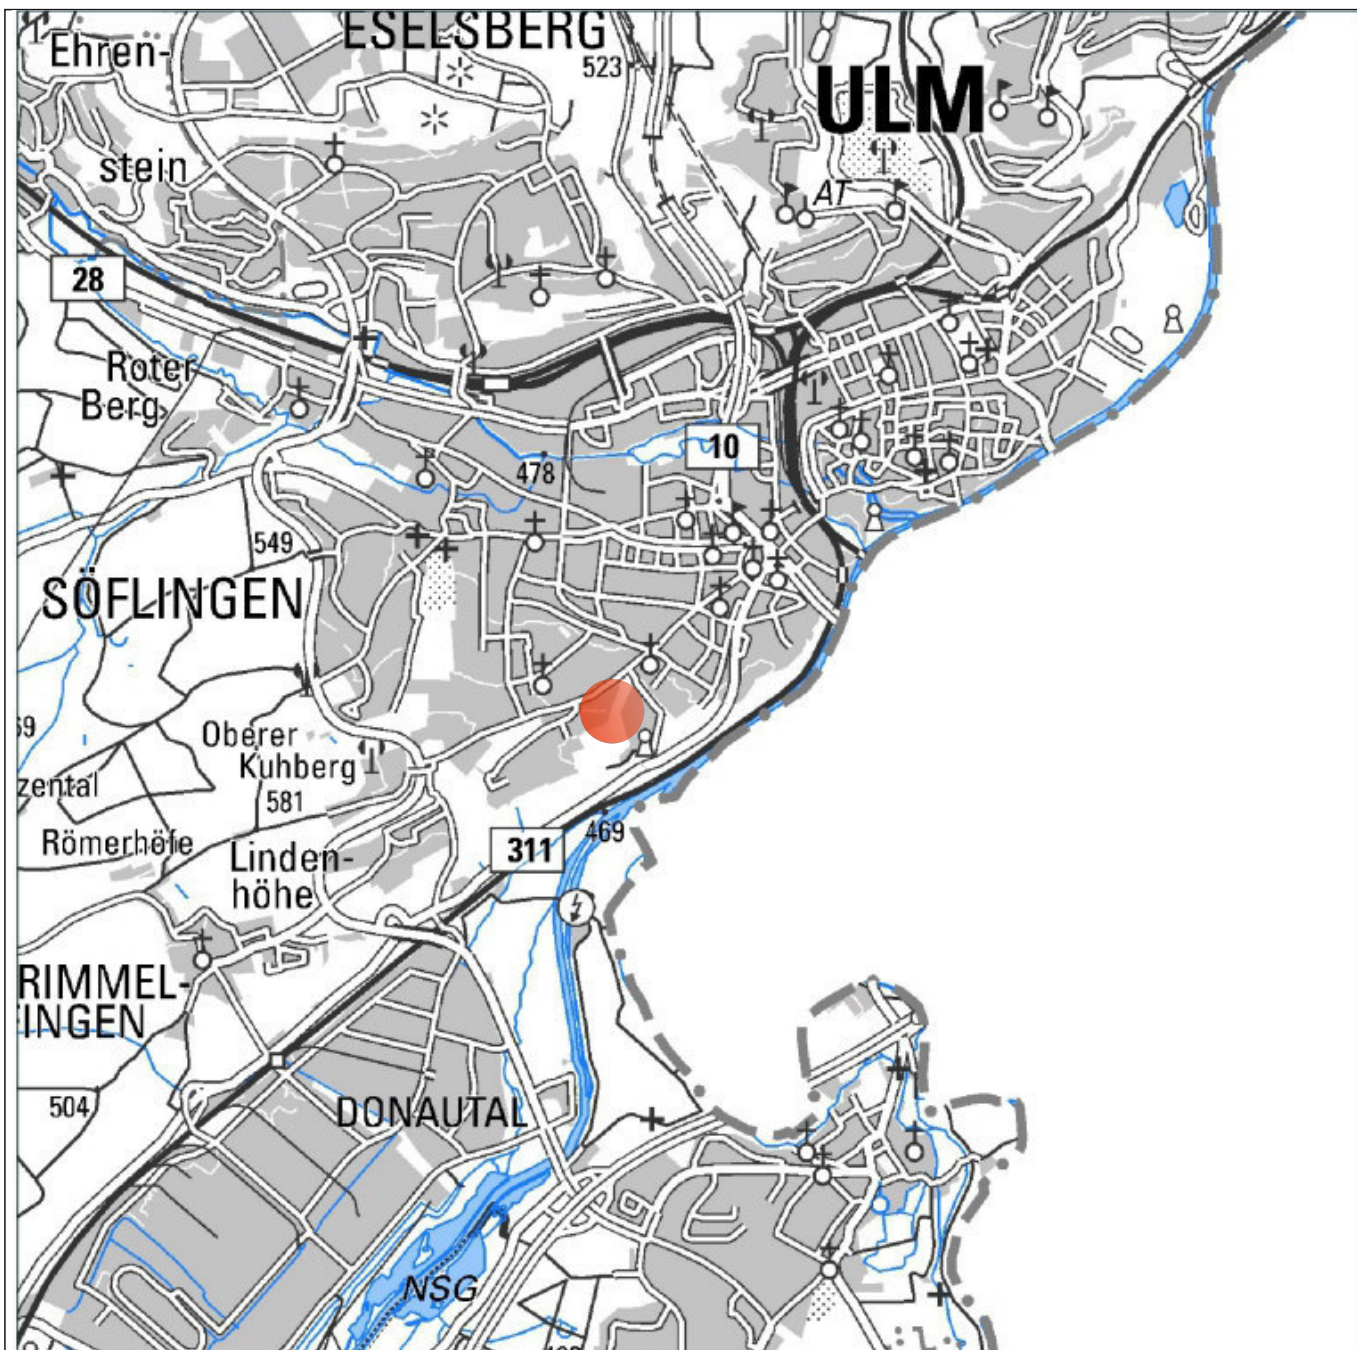 ESELSBERG
Ehren-
523
ULM
stein
AT
28
Roter
Berg
10
478
549
SÖFLINGEN
Oberer
Kuhberg
zental
581
469
311
Römerhöfe
Linden-
höhe
RIMMEL-
INGEN
504
DONAUTAL
NSG